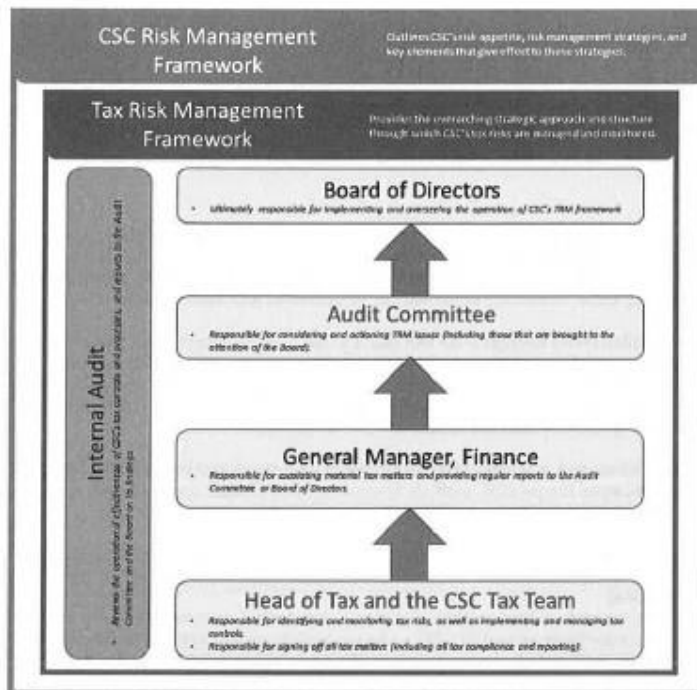 CSC Risk Management
Framework
Outlines CSC's risk appetite, risk management strategies, and
key elements that give effect to these strategies.
Tax Risk Management
Framework
Provides the overarching strategic approach and structure
through which CSC's tax risks are managed and monitored.
Internal Audit
• Reviews the operational effectiveness of CSC's tax controls and processes, and reports to the Audit
Committee and the Board on its findings
Board of Directors
• Ultimately responsible for implementing and overseeing the operation of CSC's TRM framework
Audit Committee
• Responsible for considering and actioning TRM issues (including those that are brought to the
attention of the Board).
General Manager, Finance
• Responsible for escalating material tax matters and providing regular reports to the Audit
Committee or Board of Directors
Head of Tax and the CSC Tax Team
• Responsible for identifying and monitoring tax risks, as well as implementing and managing tax
controls.
• Responsible for signing off all tax matters (including all tax compliance and reporting)